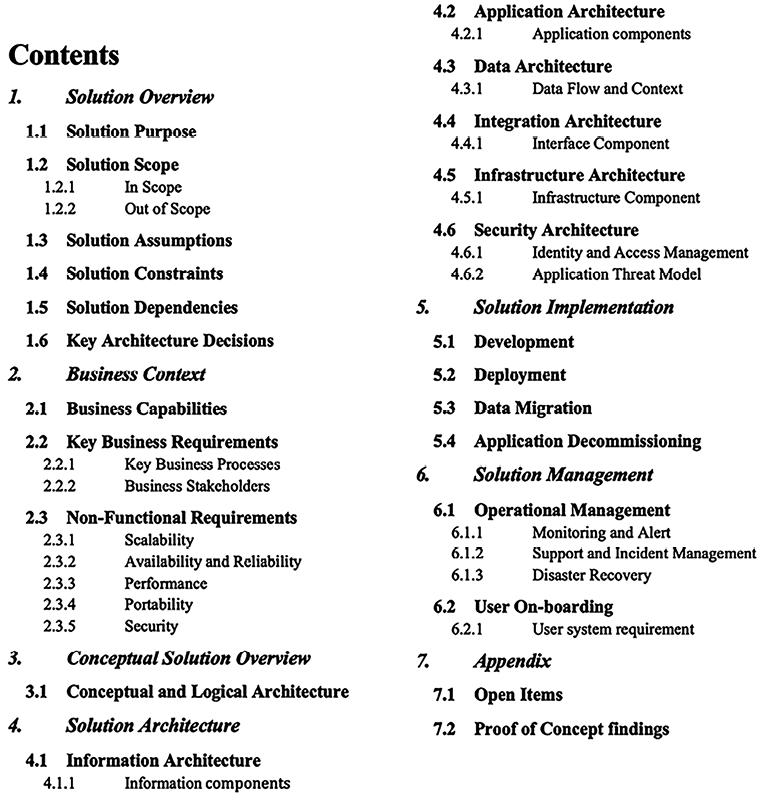 Contents
1. Solution Overview
1.1 Solution Purpose
1.2 Solution Scope
1.2.1 In Scope
1.2.2 Out of Scope
1.3 Solution Assumptions
1.4 Solution Constraints
1.5 Solution Dependencies
1.6 Key Architecture Decisions
2. Business Context
2.1 Business Capabilities
2.2 Key Business Requirements
2.2.1 Key Business Processes
2.2.2 Business Stakeholders
2.3 Non-Functional Requirements
2.3.1 Scalability
2.3.2 Availability and Reliability
2.3.3 Performance
2.3.4 Portability
2.3.5 Security
3. Conceptual Solution Overview
3.1 Conceptual and Logical Architecture
4. Solution Architecture
4.1 Information Architecture
4.1.1 Information components
4.2 Application Architecture
4.2.1 Application components
4.3 Data Architecture
4.3.1 Data Flow and Context
4.4 Integration Architecture
4.4.1 Interface Component
4.5 Infrastructure Architecture
4.5.1 Infrastructure Component
4.6 Security Architecture
4.6.1 Identity and Access Management
4.6.2 Application Threat Model
5. Solution Implementation
5.1 Development
5.2 Deployment
5.3 Data Migration
5.4 Application Decommissioning
6. Solution Management
6.1 Operational Management
6.1.1 Monitoring and Alert
6.1.2 Support and Incident Management
6.1.3 Disaster Recovery
6.2 User On-boarding
6.2.1 User system requirement
7. Appendix
7.1 Open Items
7.2 Proof of Concept findings